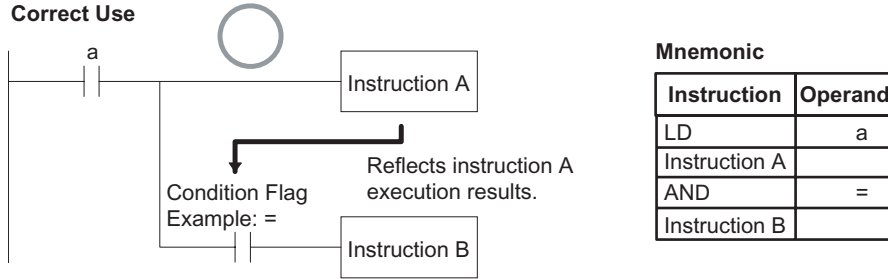 Correct Use
a
Instruction A
Reflects instruction A
execution results.
Condition Flag
Example: =
Instruction B
Mnemonic
Instruction Operand
LD a
Instruction A
AND =
Instruction B